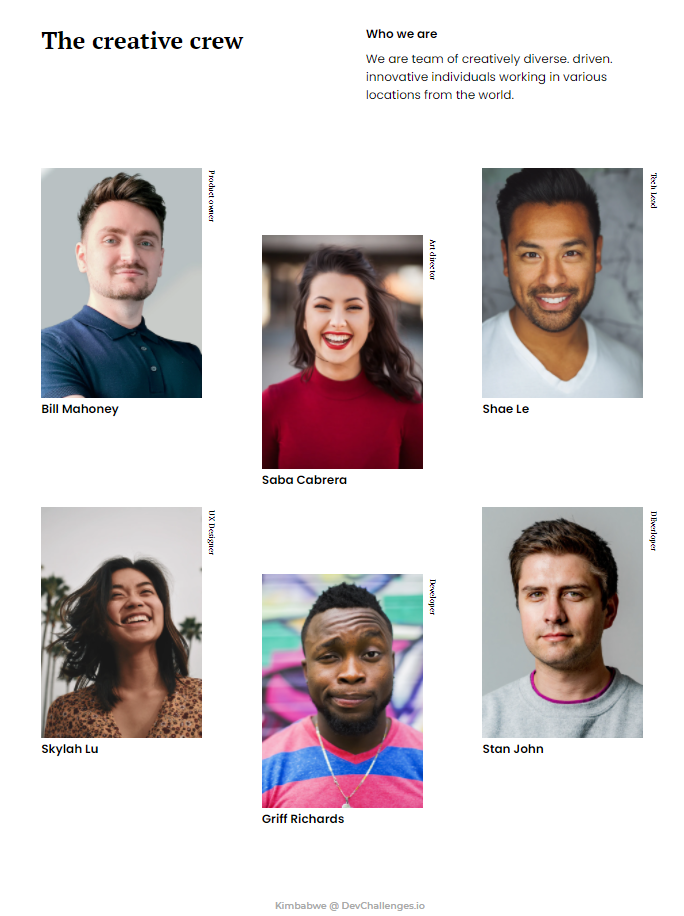 The creative crew
Who we are
We are team of creatively diverse. driven.
innovative individuals working in various
locations from the world.
Product owner
Bill Mahoney
Art director
Saba Cabrera
Tech Lead
Shae Le
UX Designer
Skylah Lu
Developer
Griff Richards
DEverloper
Stan John
Kimbabwe @ DevChallenges.io